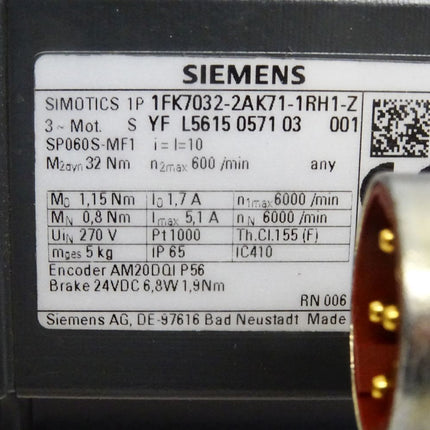 SIEMENS
SIMOTICS 1P 1FK7032-2AK71-1RH1-Z
3~ Mot. S YF L5615 0571 03 001
SP060S-MF1 i = I=10
M2dyn 32 Nm n2max 600 /min any
M0 1,15 Nm I0 1,7 A n1max 6000 /min
MN 0,8 Nm Imax 5,1 A nN 6000 /min
UIN 270 V Pt1000 Th.Cl.155 (F)
mges 5 kg IP 65 IC410
Encoder AM20DQI P56
Brake 24VDC 6,8W 1,9Nm
RN 006
Siemens AG, DE-97616 Bad Neustadt Made